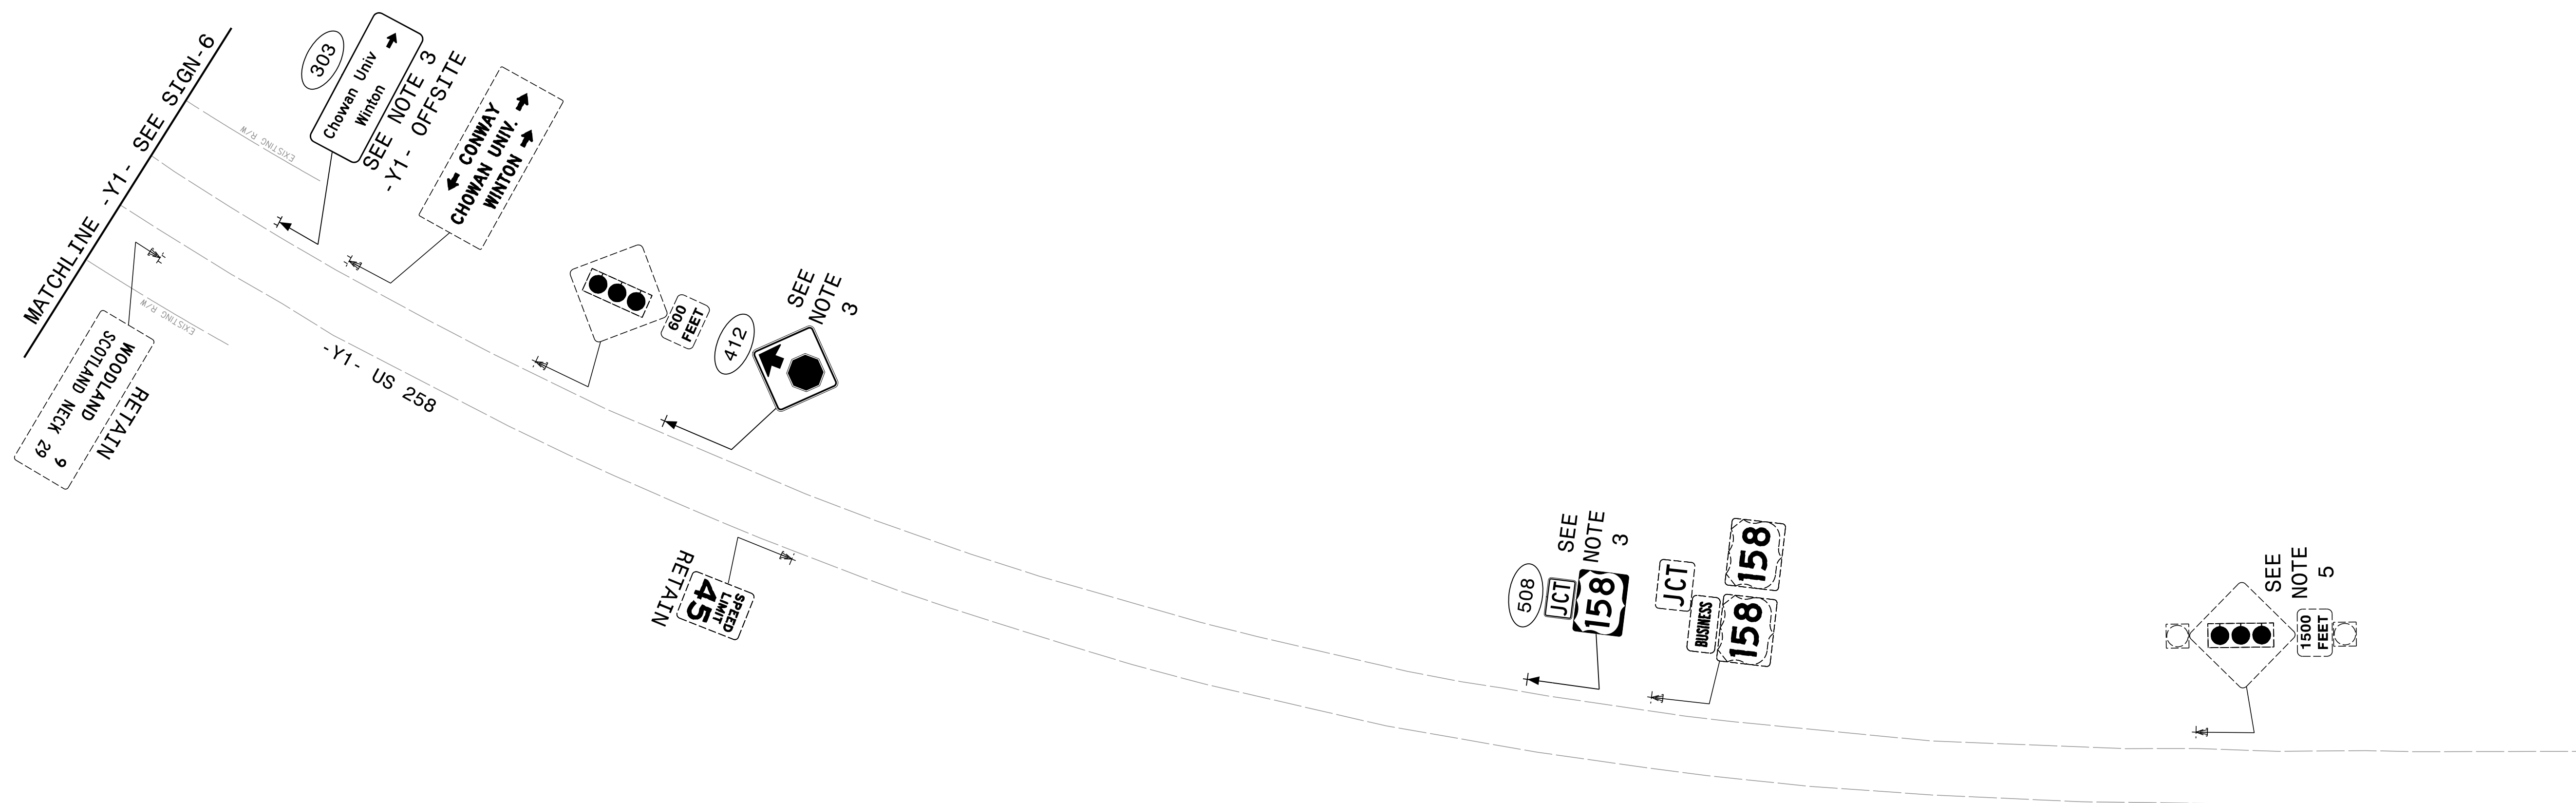 MATCHLINE -Y1- SEE SIGN-6
303
Chowan Univ
Winton
SEE NOTE 3
-Y1- OFFSITE
EXISTING R/W
CONWAY
CHOWAN UNIV.
WINTON
EXISTING R/W
WOODLAND 9
SCOTLAND NECK 29
RETAIN
-Y1- US 258
600
FEET
412
SEE
NOTE
3
SPEED
LIMIT
45
RETAIN
508
JCT
158
SEE
NOTE
3
JCT
158
BUSINESS
158
1500
FEET
SEE
NOTE
5